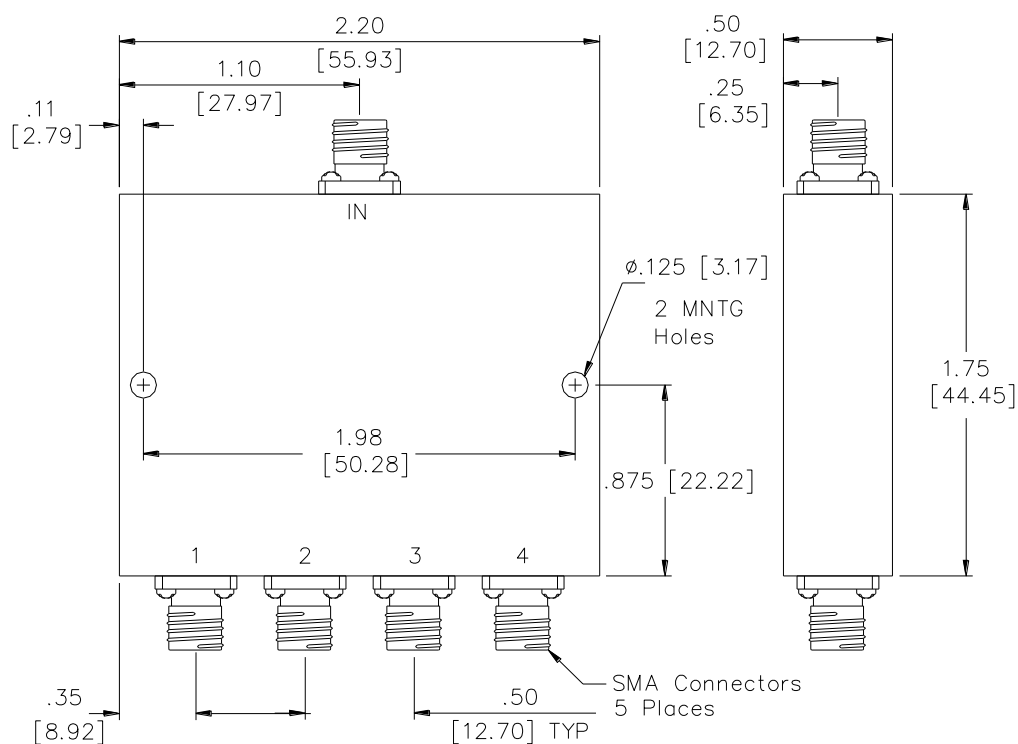 2.20
[55.93]
.50
[12.70]
1.10
[27.97]
.25
[6.35]
.11
[2.79]
IN
ø.125 [3.17]
2 MNTG
Holes
1.75
[44.45]
1.98
[50.28]
.875 [22.22]
1 2 3 4
SMA Connectors
5 Places
.35
[8.92]
.50
[12.70] TYP